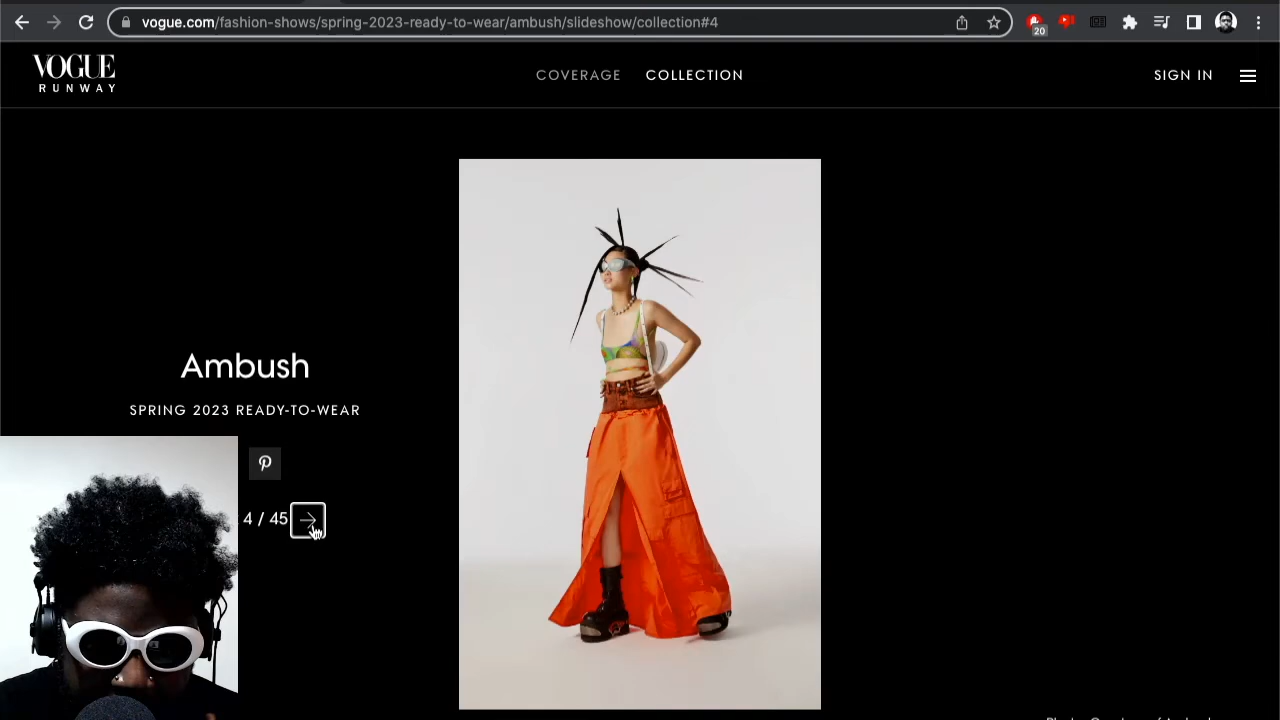 vogue.com/fashion-shows/spring-2023-ready-to-wear/ambush/slideshow/collection#4
20
VOGUE
RUNWAY
COVERAGE
COLLECTION
SIGN IN
Ambush
SPRING 2023 READY-TO-WEAR
4 / 45